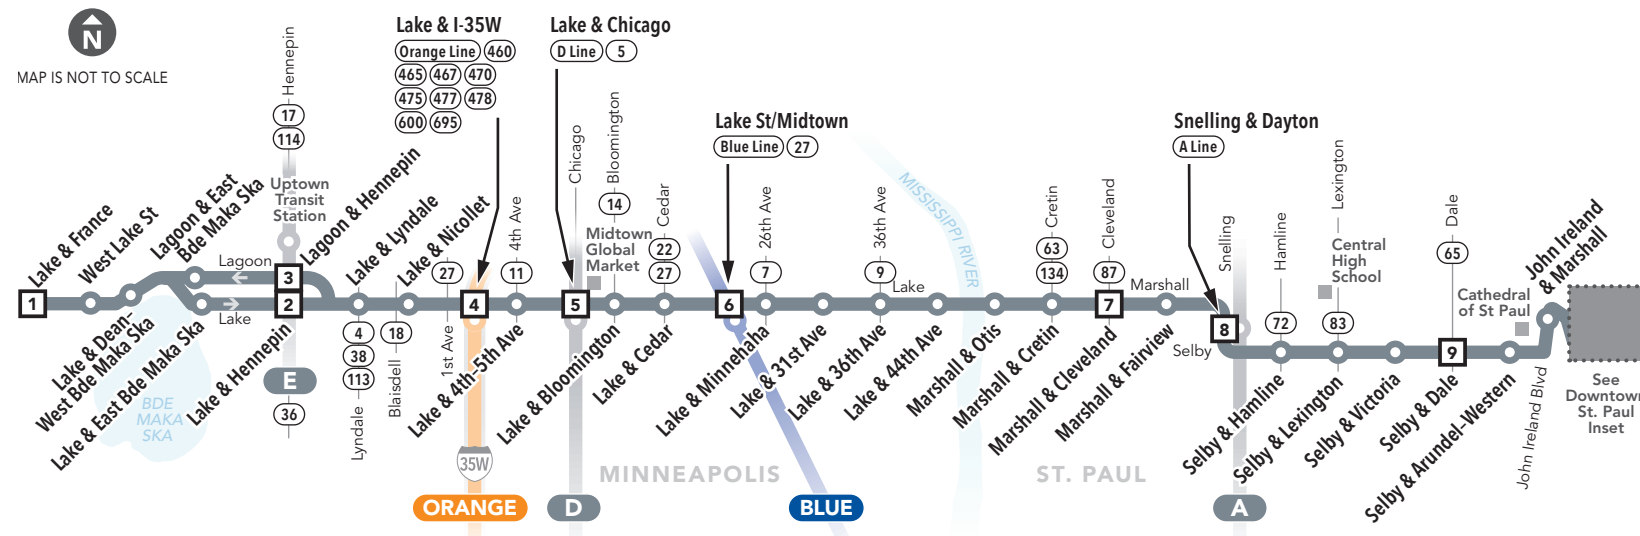 N
MAP IS NOT TO SCALE
Lake & France
1
West Lake St
Lake & Dean-
West Bde Maka Ska
Lagoon & East
Bde Maka Ska
Lake & East Bde Maka Ska
BDE
MAKA
SKA
Lagoon
Lake
Hennepin
17
114
Uptown
Transit
Station
3
2
Lagoon & Hennepin
Lake & Hennepin
E
36
Lake & Lyndale
4
38
113
Lyndale
Lake & Nicollet
18
Blaisdell
27
1st Ave
Lake & I-35W
Orange Line 460
465 467 470
475 477 478
600 695
4
35W
ORANGE
4th Ave
11
Lake & 4th-5th Ave
Lake & Chicago
D Line 5
Chicago
5
D
Midtown
Global
Market
Bloomington
14
Lake & Bloomington
Cedar
22
27
Lake & Cedar
MINNEAPOLIS
Lake St/Midtown
Blue Line 27
6
BLUE
26th Ave
7
Lake & Minnehaha
Lake & 31st Ave
36th Ave
9
Lake
Lake & 36th Ave
Lake & 44th Ave
MISSISSIPPI RIVER
Marshall & Otis
Cretin
63
134
Marshall & Cretin
Cleveland
87
7
Marshall & Cleveland
Marshall
Marshall & Fairview
ST. PAUL
Snelling & Dayton
A Line
Snelling
8
Selby
A
Hamline
72
Selby & Hamline
Lexington
Central
High
School
83
Selby & Lexington
Selby & Victoria
Dale
65
9
Selby & Dale
Cathedral
of St Paul
Selby & Arundel-Western
John Ireland
& Marshall
John Ireland Blvd
See
Downtown
St. Paul
Inset